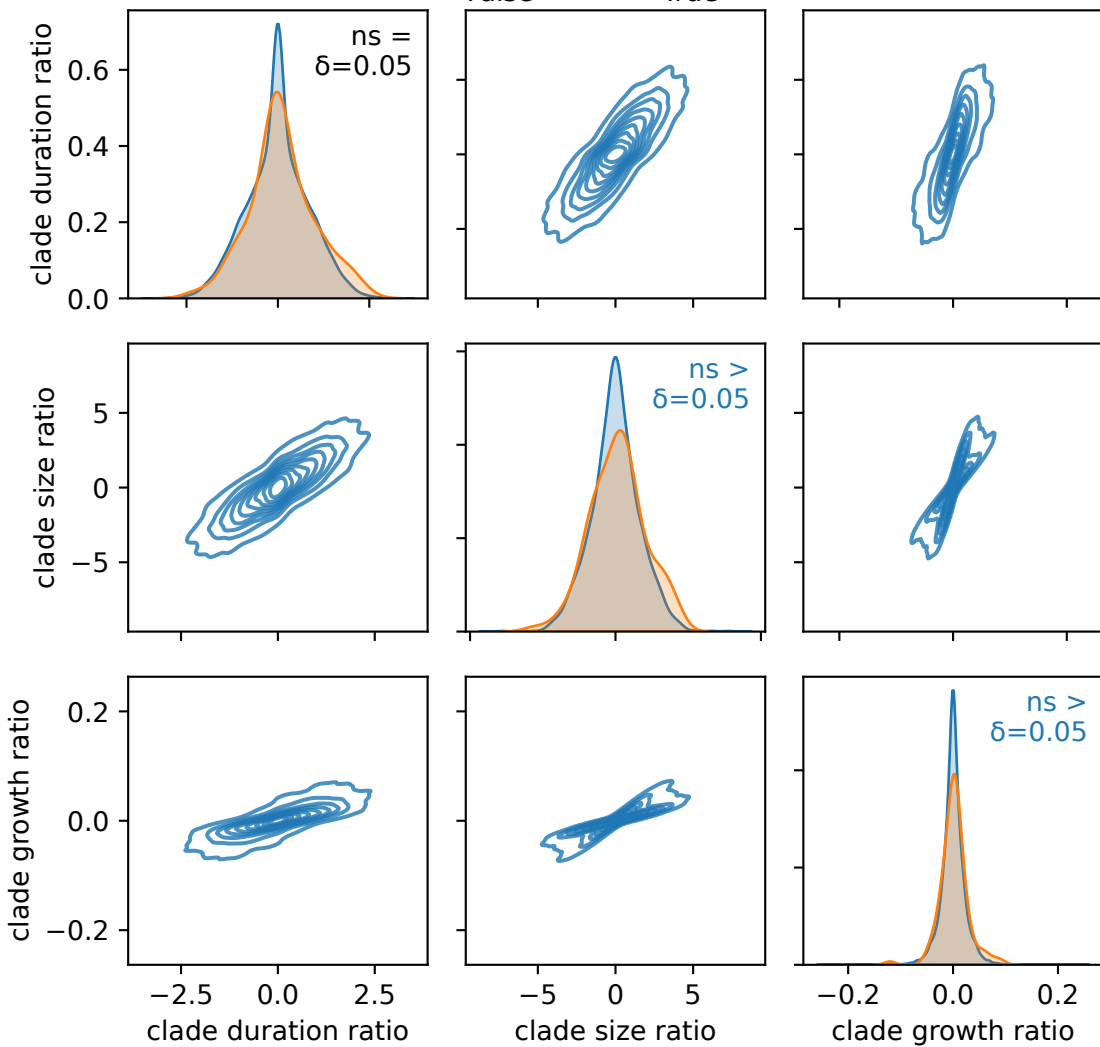 clade duration ratio
0.6
0.4
0.2
0.0
ns =
δ=0.05
clade size ratio
5
0
−5
ns >
δ=0.05
clade growth ratio
0.2
0.0
−0.2
ns >
δ=0.05
−2.5 0.0 2.5
−5 0 5
−0.2 0.0 0.2
clade duration ratio
clade size ratio
clade growth ratio